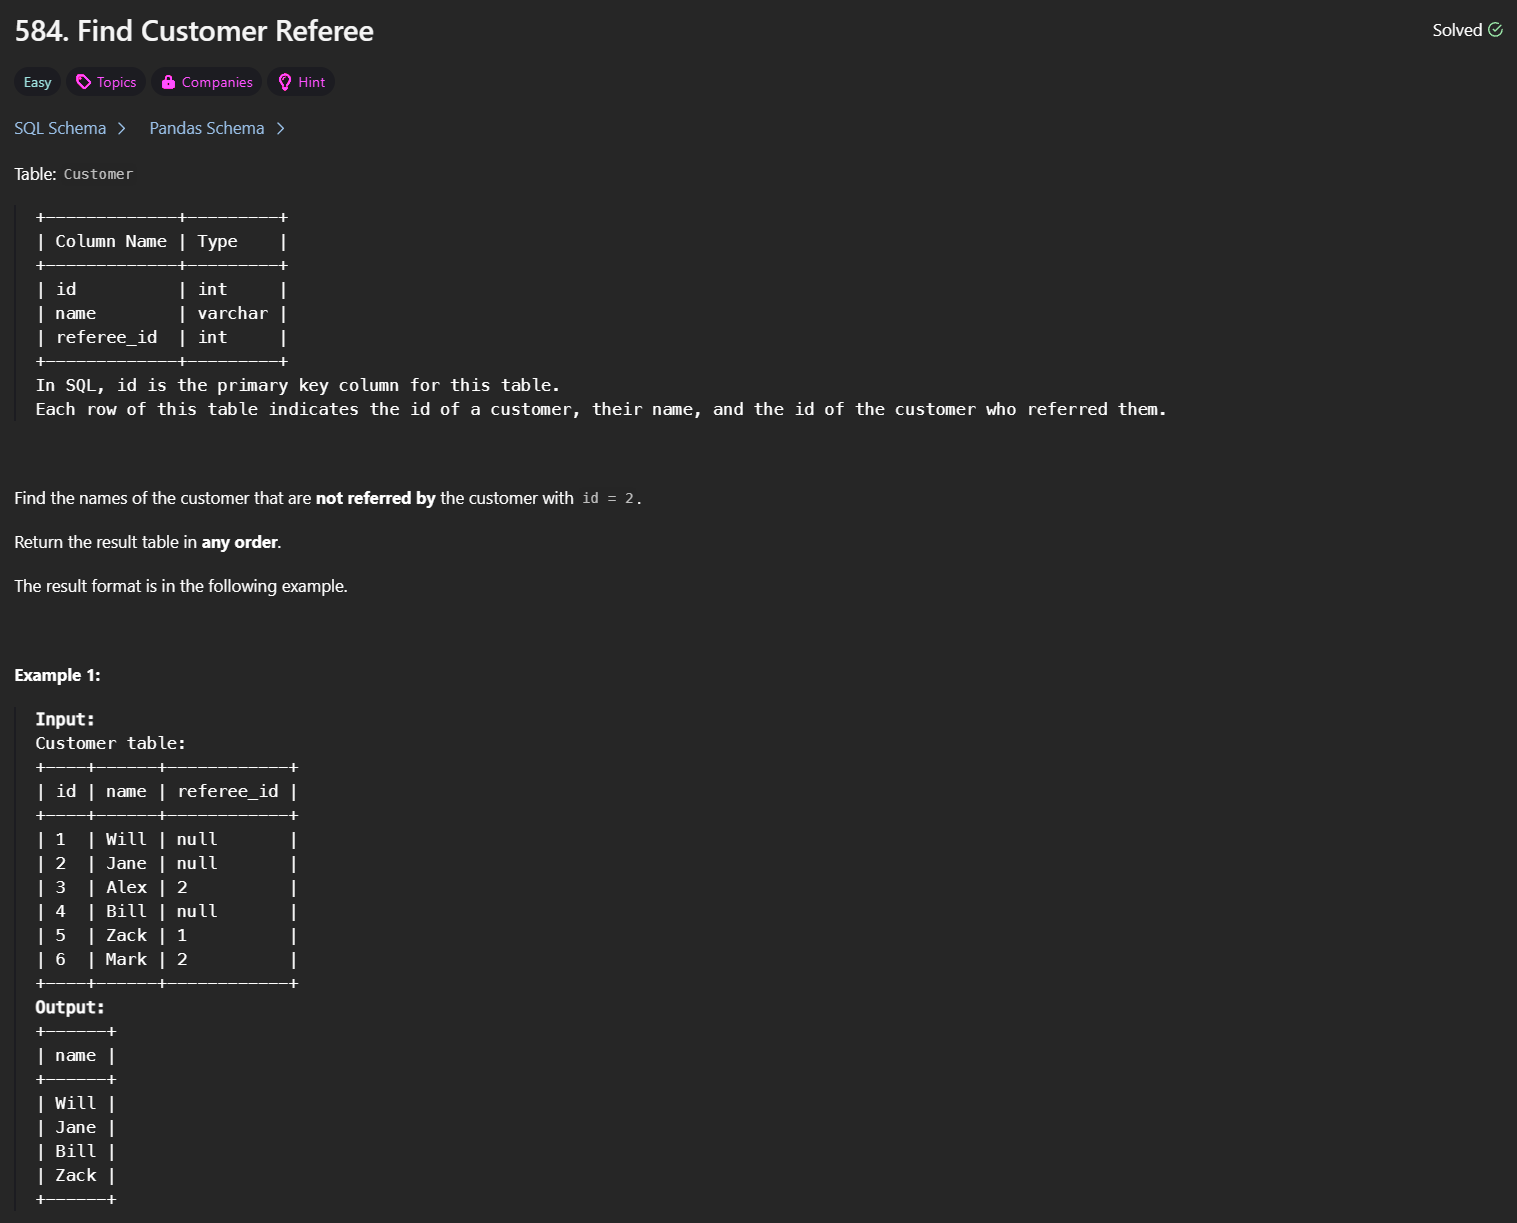 584. Find Customer Referee
Solved
Easy Topics Companies Hint
SQL Schema > Pandas Schema >
Table: Customer
+-------------+---------+
| Column Name | Type    |
+-------------+---------+
| id          | int     |
| name        | varchar |
| referee_id  | int     |
+-------------+---------+
In SQL, id is the primary key column for this table.
Each row of this table indicates the id of a customer, their name, and the id of the customer who referred them.
Find the names of the customer that are not referred by the customer with id = 2.
Return the result table in any order.
The result format is in the following example.
Example 1:
Input:
Customer table:
+----+------+------------+
| id | name | referee_id |
+----+------+------------+
| 1  | Will | null       |
| 2  | Jane | null       |
| 3  | Alex | 2          |
| 4  | Bill | null       |
| 5  | Zack | 1          |
| 6  | Mark | 2          |
+----+------+------------+
Output:
+------+
| name |
+------+
| Will |
| Jane |
| Bill |
| Zack |
+------+